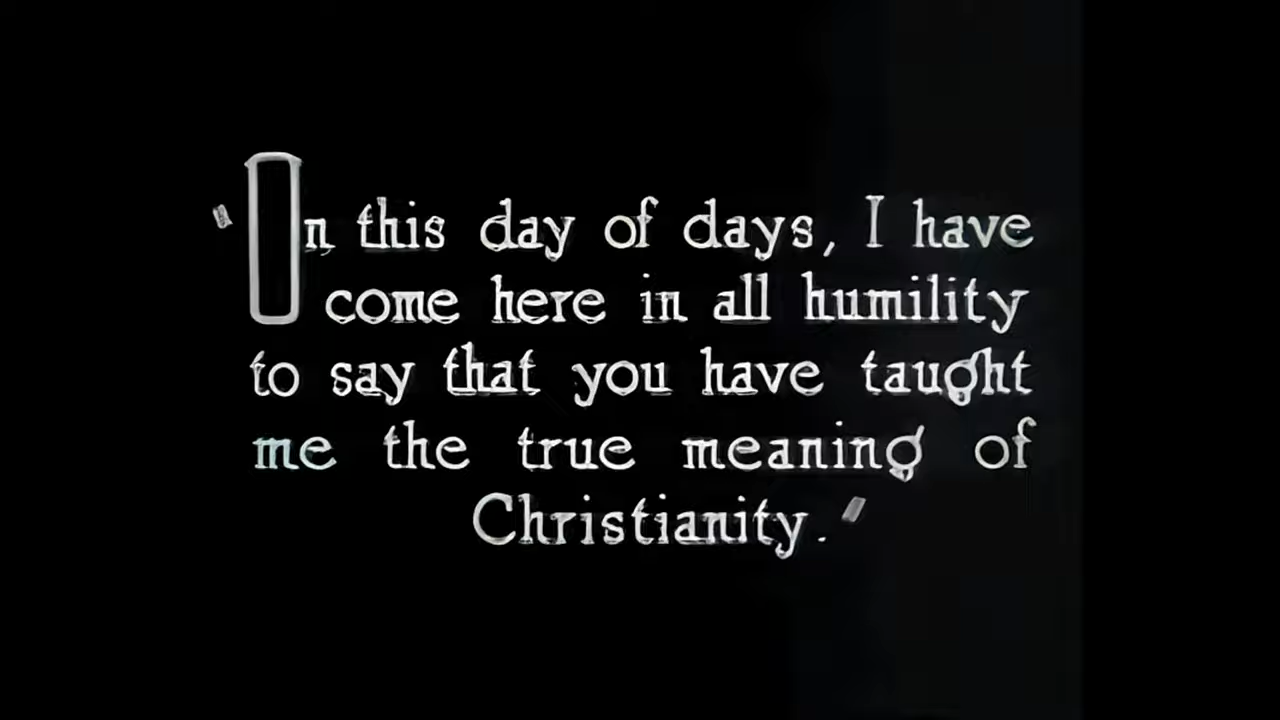 "On this day of days, I have
come here in all humility
to say that you have taught
me the true meaning of
Christianity."